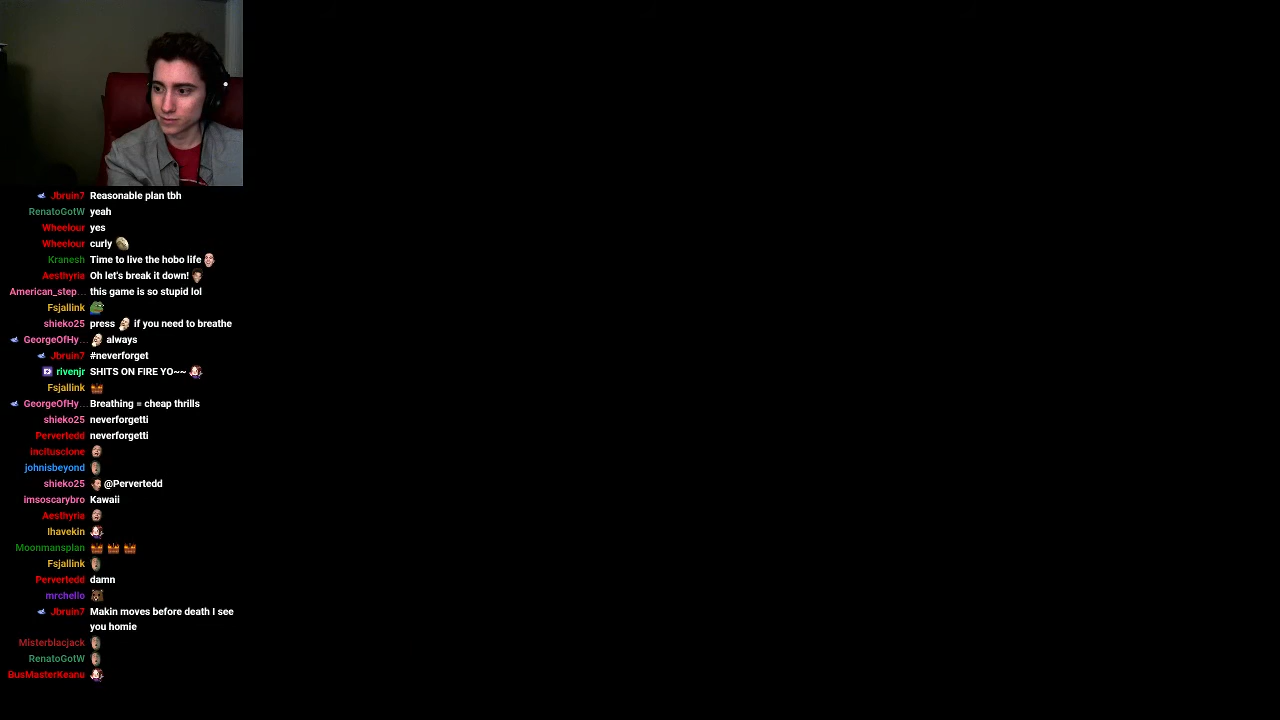 Jbruin7 Reasonable plan tbh
RenatoGotW yeah
Wheelour yes
Wheelour curly
Kranesh Time to live the hobo life
Aesthyria Oh let's break it down!
American_step... this game is so stupid lol
Fsjallink
shieko25 press if you need to breathe
GeorgeOfHy... always
Jbruin7 #neverforget
rivenjr SHITS ON FIRE YO~~
Fsjallink
GeorgeOfHy... Breathing = cheap thrills
shieko25 neverforgetti
Pervertedd neverforgetti
incitusclone
johnisbeyond
shieko25 @Pervertedd
imsoscarybro Kawaii
Aesthyria
Ihavekin
Moonmansplan
Fsjallink
Pervertedd damn
mrchello
Jbruin7 Makin moves before death I see
you homie
Misterblacjack
RenatoGotW
BusMasterKeanu